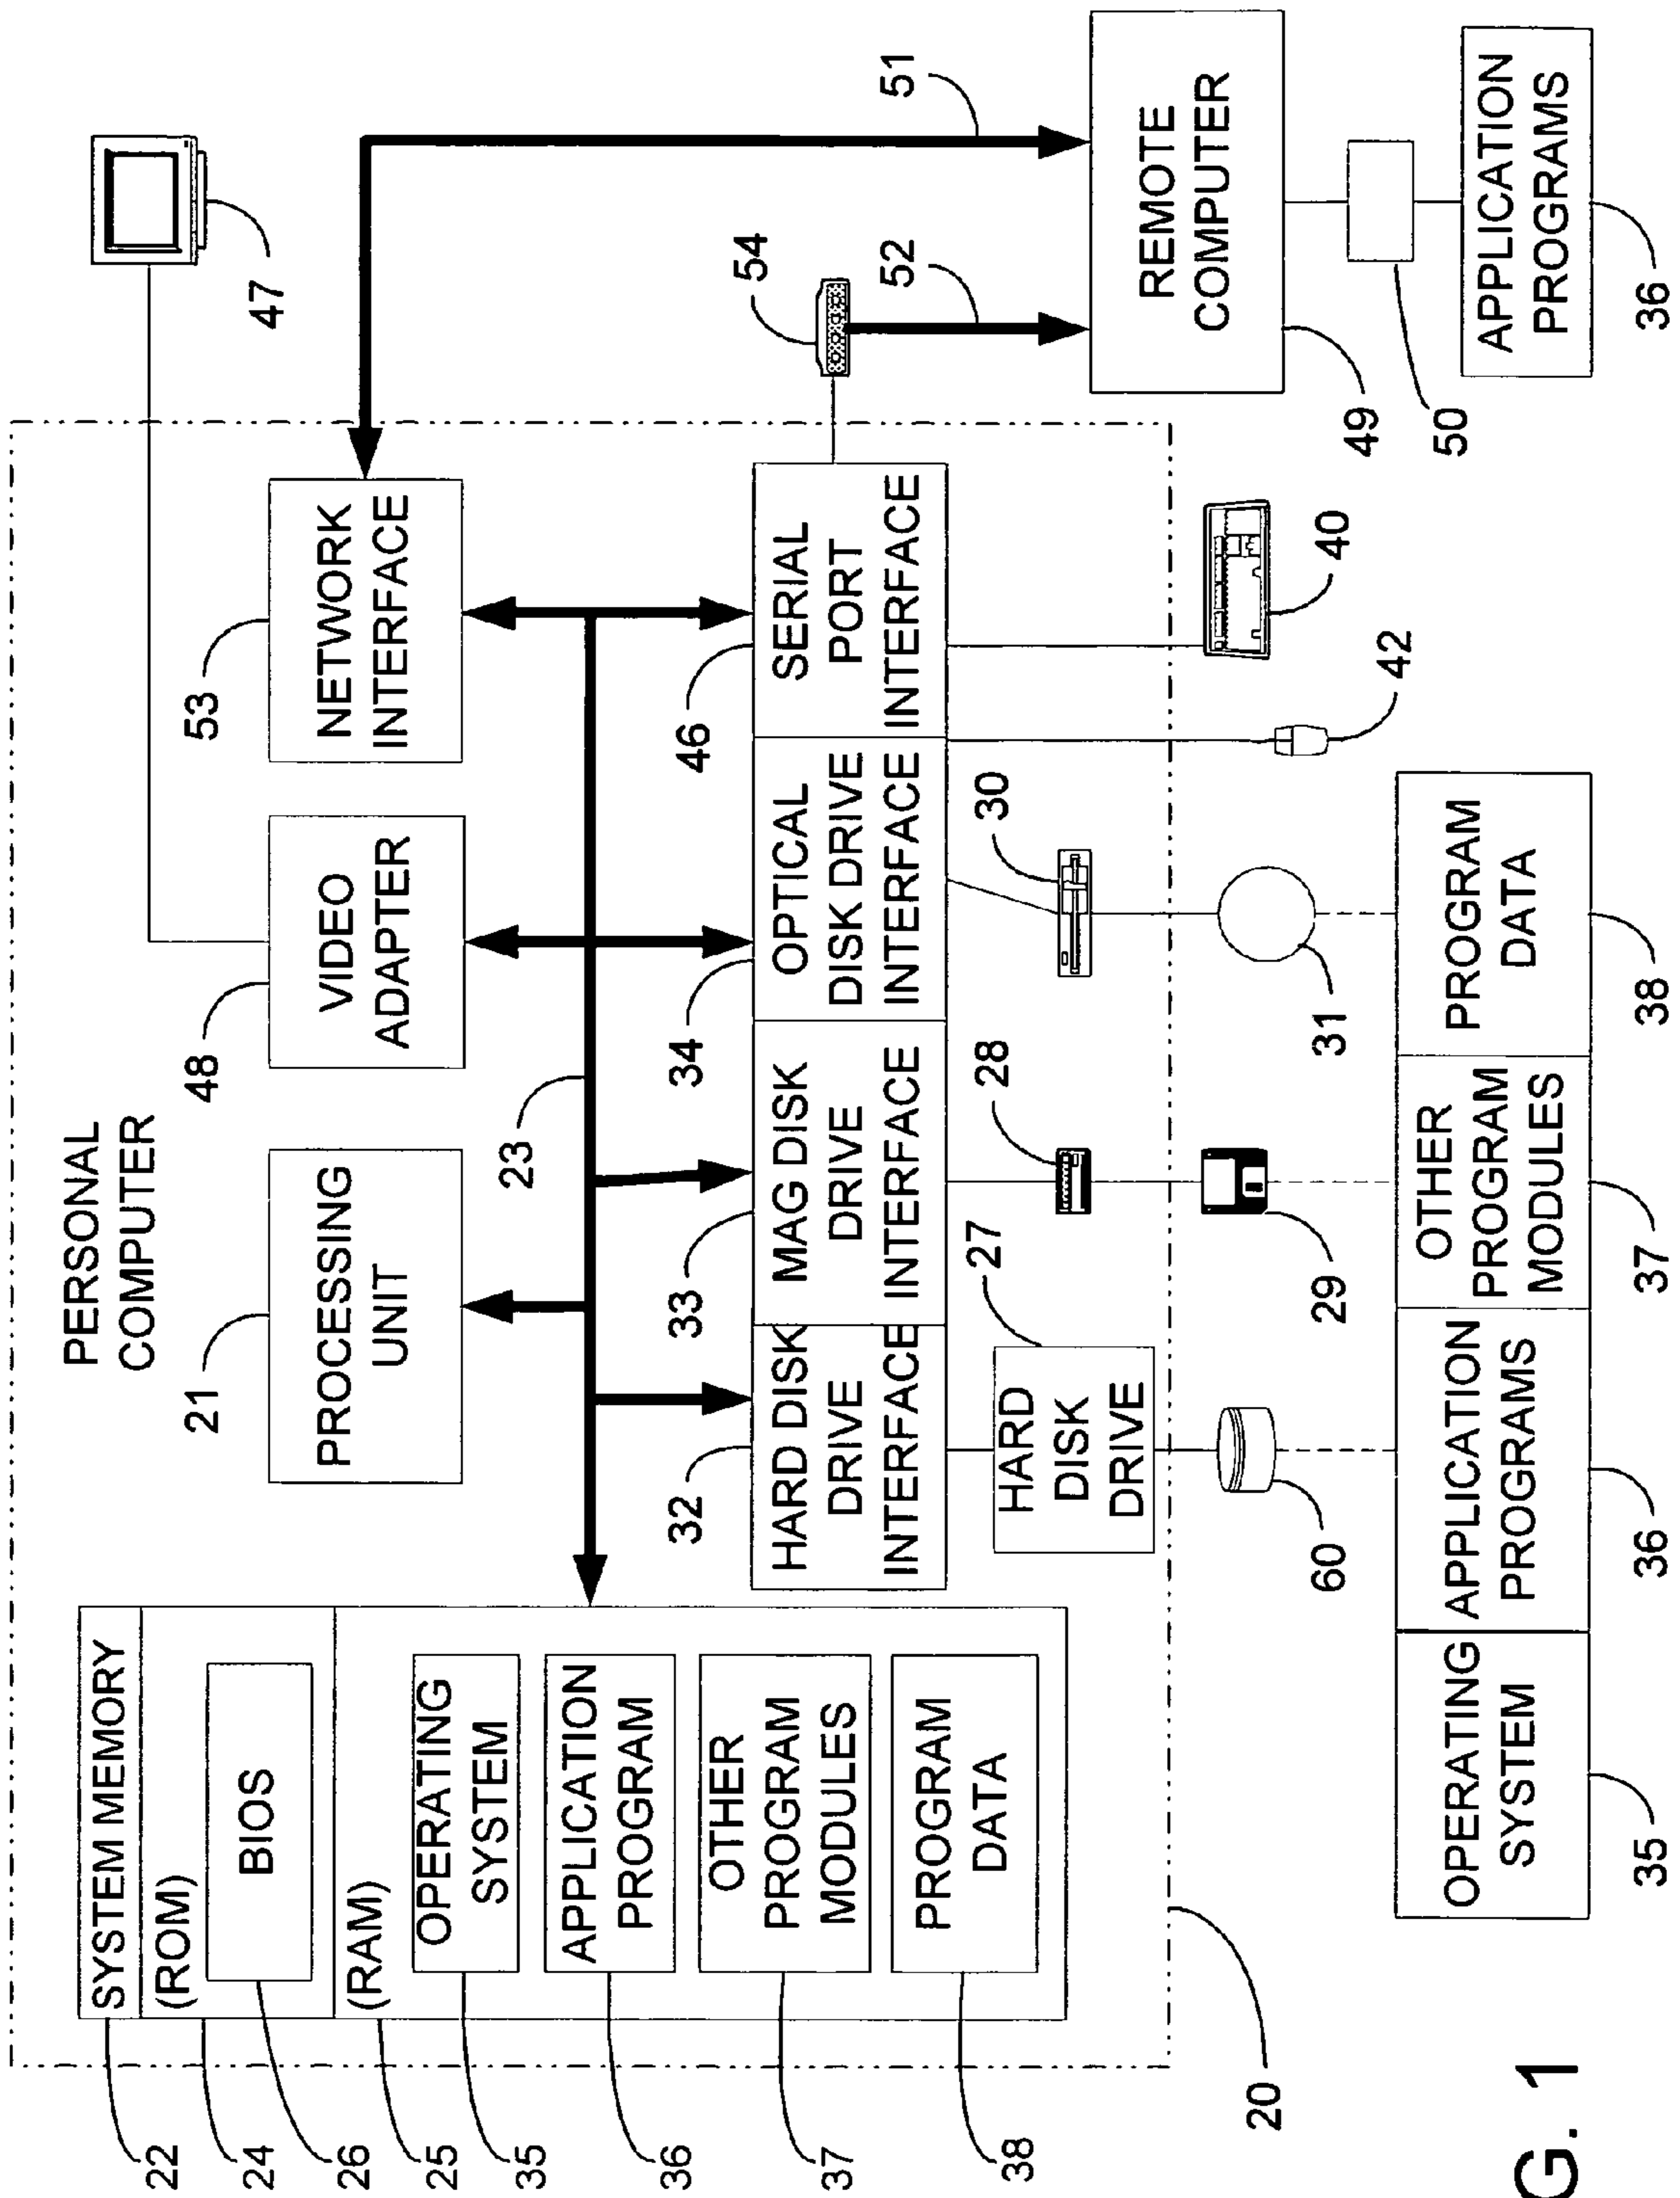 PERSONAL
COMPUTER
22
SYSTEM MEMORY
24
(ROM)
26
BIOS
25
(RAM)
35
OPERATING
SYSTEM
36
APPLICATION
PROGRAM
37
OTHER
PROGRAM
MODULES
38
PROGRAM
DATA
20
21
PROCESSING
UNIT
48
VIDEO
ADAPTER
53
NETWORK
INTERFACE
47
23
32
HARD DISK
DRIVE
INTERFACE
33
MAG DISK
DRIVE
INTERFACE
34
OPTICAL
DISK DRIVE
INTERFACE
46
SERIAL
PORT
INTERFACE
54
52
51
27
HARD
DISK
DRIVE
28
30
60
29
31
42
40
REMOTE
COMPUTER
49
50
OPERATING
SYSTEM
35
APPLICATION
PROGRAMS
36
OTHER
PROGRAM
MODULES
37
PROGRAM
DATA
38
APPLICATION
PROGRAMS
36
G. 1